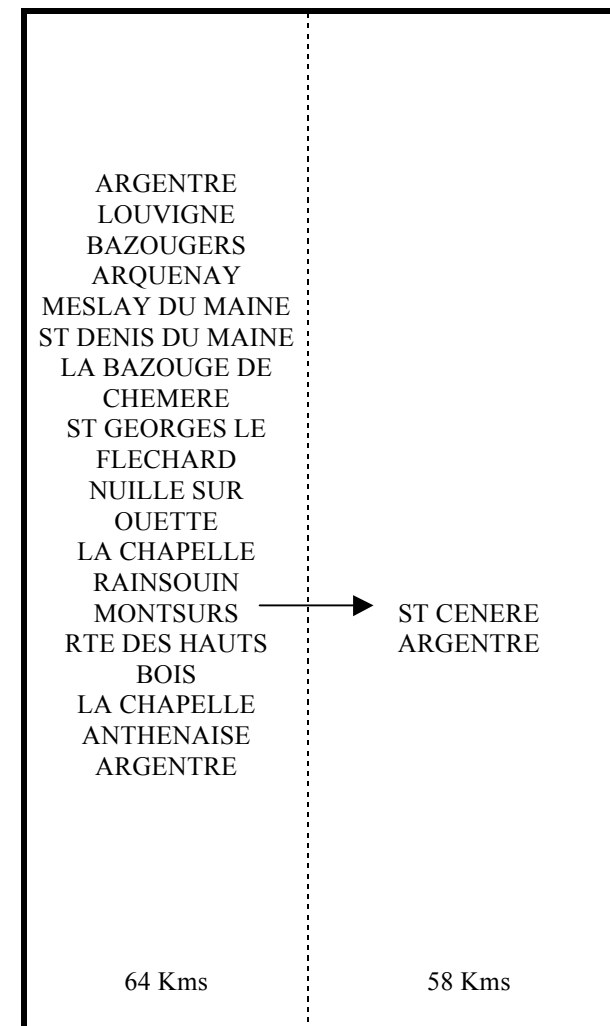 ARGENTRE
LOUVIGNE
BAZOUGERS
ARQUENAY
MESLAY DU MAINE
ST DENIS DU MAINE
LA BAZOUGE DE
CHEMERE
ST GEORGES LE
FLECHARD
NUILLE SUR
OUETTE
LA CHAPELLE
RAINSOUIN
MONTSURS
RTE DES HAUTS
BOIS
LA CHAPELLE
ANTHENAISE
ARGENTRE
64 Kms
ST CENERE
ARGENTRE
58 Kms